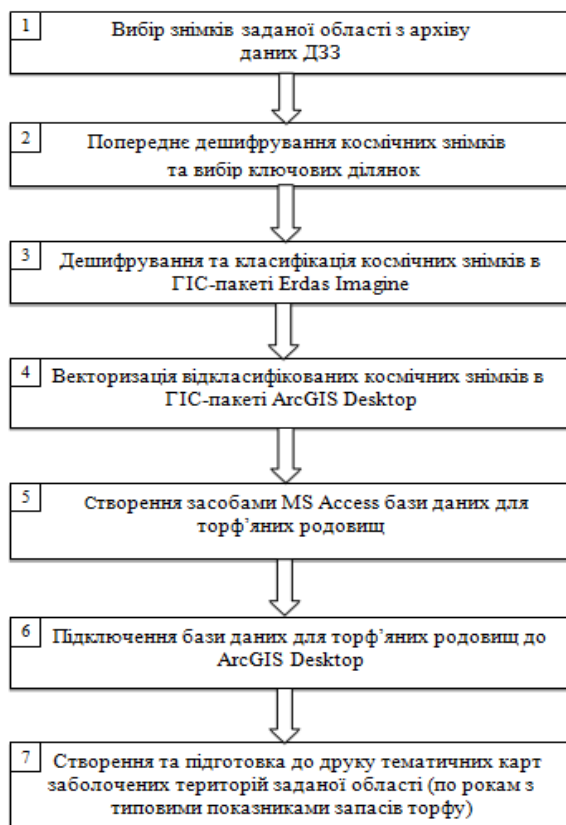 1
Вибір знімків заданої області з архіву
даних ДЗЗ
2
Попереднє дешифрування космічних знімків
та вибір ключових ділянок
3
Дешифрування та класифікація космічних знімків в
ГІС-пакеті Erdas Imagine
4
Векторизація відкласифікованих космічних знімків в
ГІС-пакеті ArcGIS Desktop
5
Створення засобами MS Access бази даних для
торф’яних родовищ
6
Підключення бази даних для торф’яних родовищ до
ArcGIS Desktop
7
Створення та підготовка до друку тематичних карт
заболочених територій заданої області (по рокам з
типовими показниками запасів торфу)